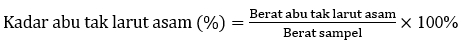 Kadar abu tak larut asam (%) = Berat abu tak larut asam / Berat sampel × 100%